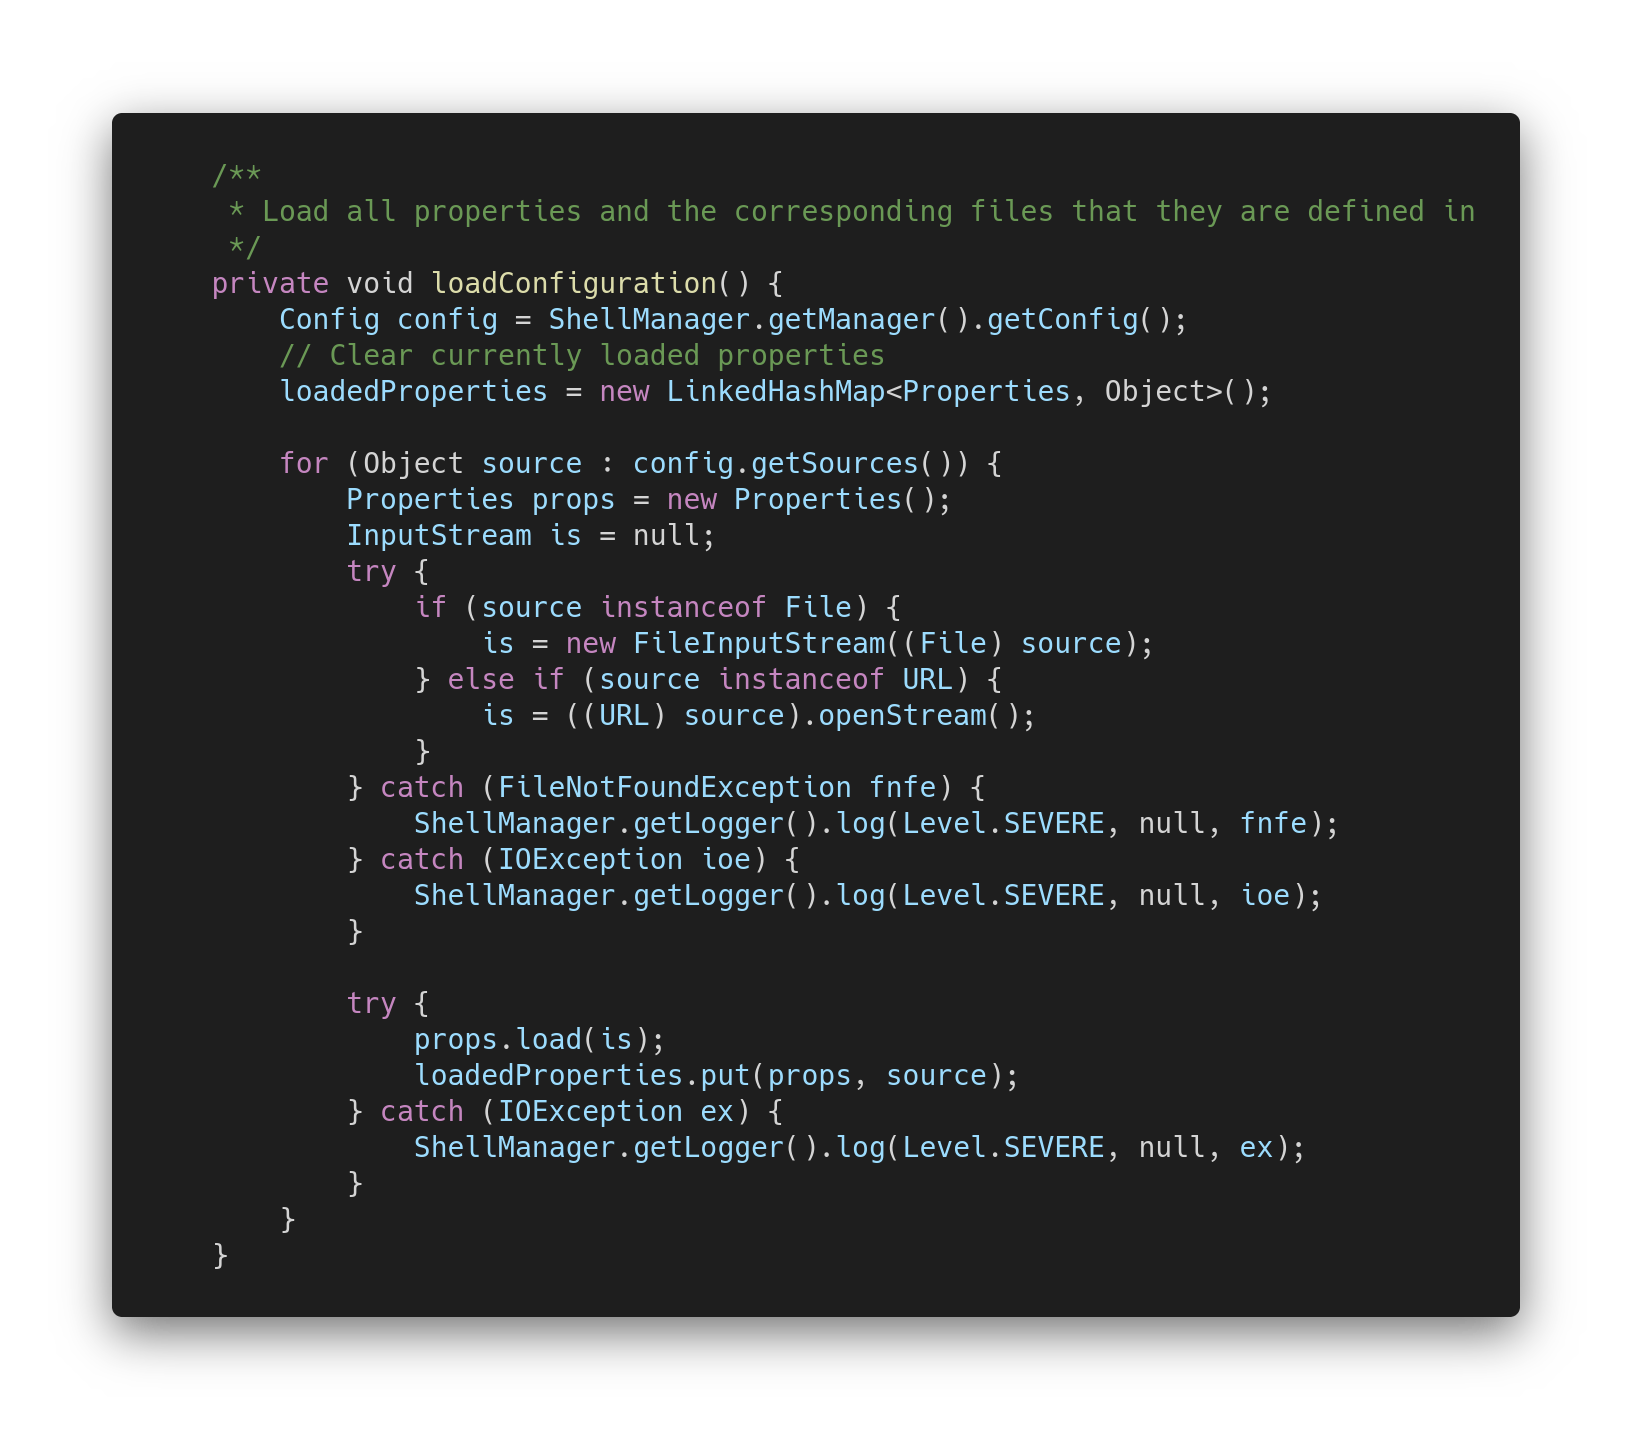 /**
 * Load all properties and the corresponding files that they are defined in
 */
private void loadConfiguration() {
    Config config = ShellManager.getManager().getConfig();
    // Clear currently loaded properties
    loadedProperties = new LinkedHashMap<Properties, Object>();

    for (Object source : config.getSources()) {
        Properties props = new Properties();
        InputStream is = null;
        try {
            if (source instanceof File) {
                is = new FileInputStream((File) source);
            } else if (source instanceof URL) {
                is = ((URL) source).openStream();
            }
        } catch (FileNotFoundException fnfe) {
            ShellManager.getLogger().log(Level.SEVERE, null, fnfe);
        } catch (IOException ioe) {
            ShellManager.getLogger().log(Level.SEVERE, null, ioe);
        }

        try {
            props.load(is);
            loadedProperties.put(props, source);
        } catch (IOException ex) {
            ShellManager.getLogger().log(Level.SEVERE, null, ex);
        }
    }
}